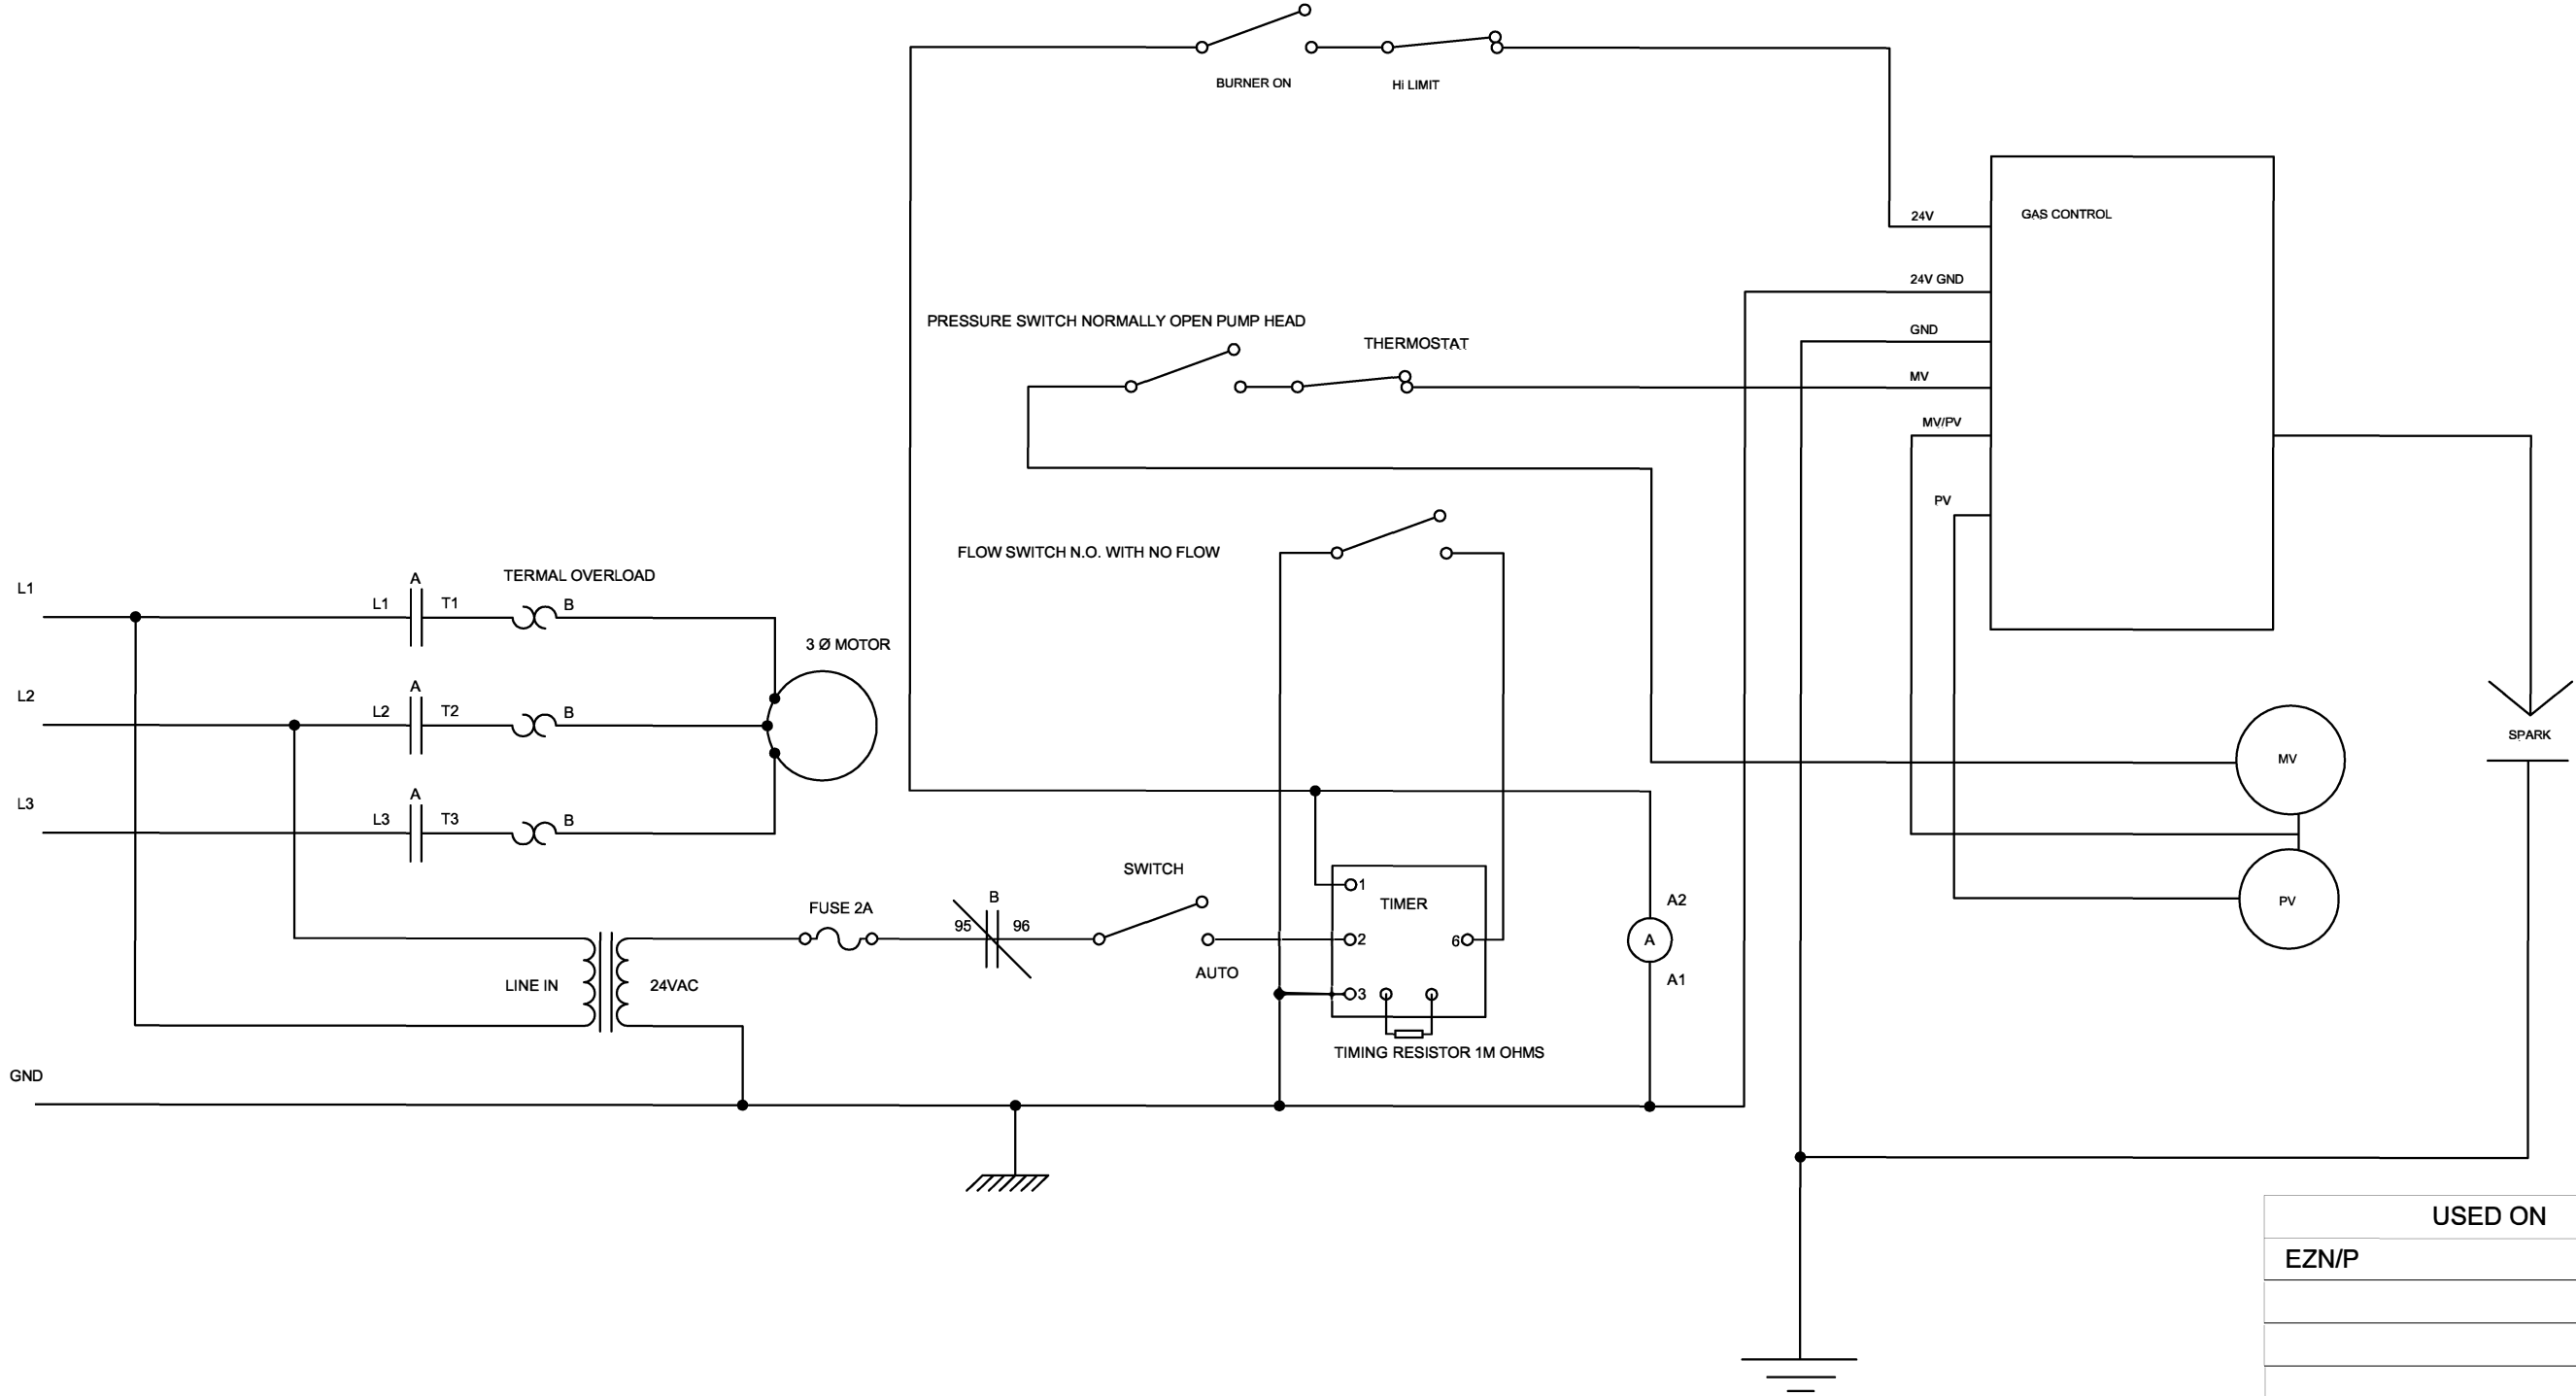 BURNER ON
Hi LIMIT
24V
GAS CONTROL
24V GND
PRESSURE SWITCH NORMALLY OPEN PUMP HEAD
GND
THERMOSTAT
MV
MV/PV
PV
FLOW SWITCH N.O. WITH NO FLOW
L1
A
TERMAL OVERLOAD
L1
T1
B
3 Ø MOTOR
L2
A
L2
T2
B
SPARK
MV
L3
A
L3
T3
B
SWITCH
1
TIMER
A2
PV
FUSE 2A
B
95
96
2
6
A
AUTO
A1
LINE IN
24VAC
3
TIMING RESISTOR 1M OHMS
GND
USED ON
EZN/P